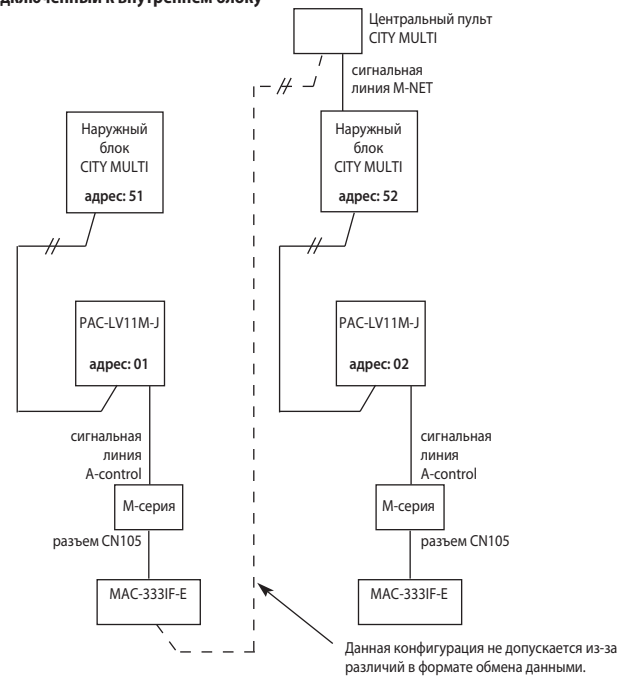 дключенный к внутреннем блоку
Центральный пульт
CITY MULTI
сигнальная
линия M-NET
Наружный
блок
CITY MULTI
адрес: 51
Наружный
блок
CITY MULTI
адрес: 52
PAC-LV11M-J
адрес: 01
PAC-LV11M-J
адрес: 02
сигнальная
линия
A-control
сигнальная
линия
A-control
М-серия
М-серия
разъем CN105
разъем CN105
MAC-333IF-E
MAC-333IF-E
Данная конфигурация не допускается из-за
различий в формате обмена данными.